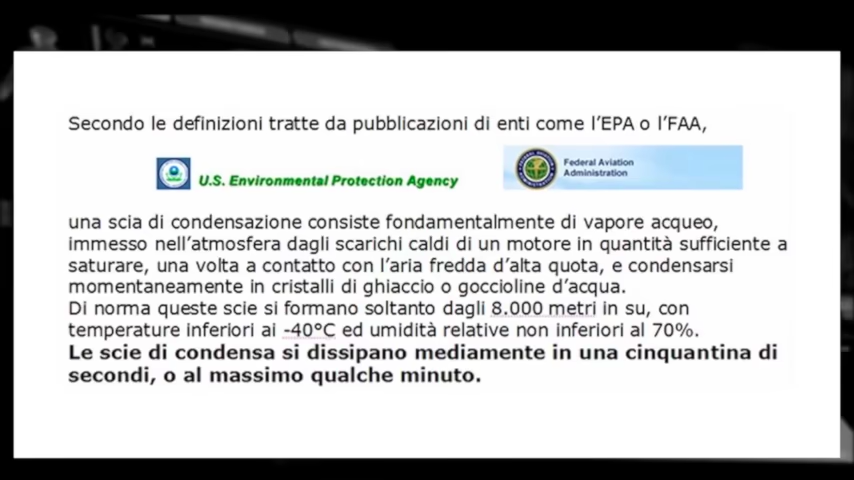 Secondo le definizioni tratte da pubblicazioni di enti come l'EPA o l'FAA,
U.S. Environmental Protection Agency
Federal Aviation
Administration
una scia di condensazione consiste fondamentalmente di vapore acqueo,
immesso nell'atmosfera dagli scarichi caldi di un motore in quantità sufficiente a
saturare, una volta a contatto con l'aria fredda d'alta quota, e condensarsi
momentaneamente in cristalli di ghiaccio o goccioline d'acqua.
Di norma queste scie si formano soltanto dagli 8.000 metri in su, con
temperature inferiori ai -40°C ed umidità relative non inferiori al 70%.
Le scie di condensa si dissipano mediamente in una cinquantina di
secondi, o al massimo qualche minuto.